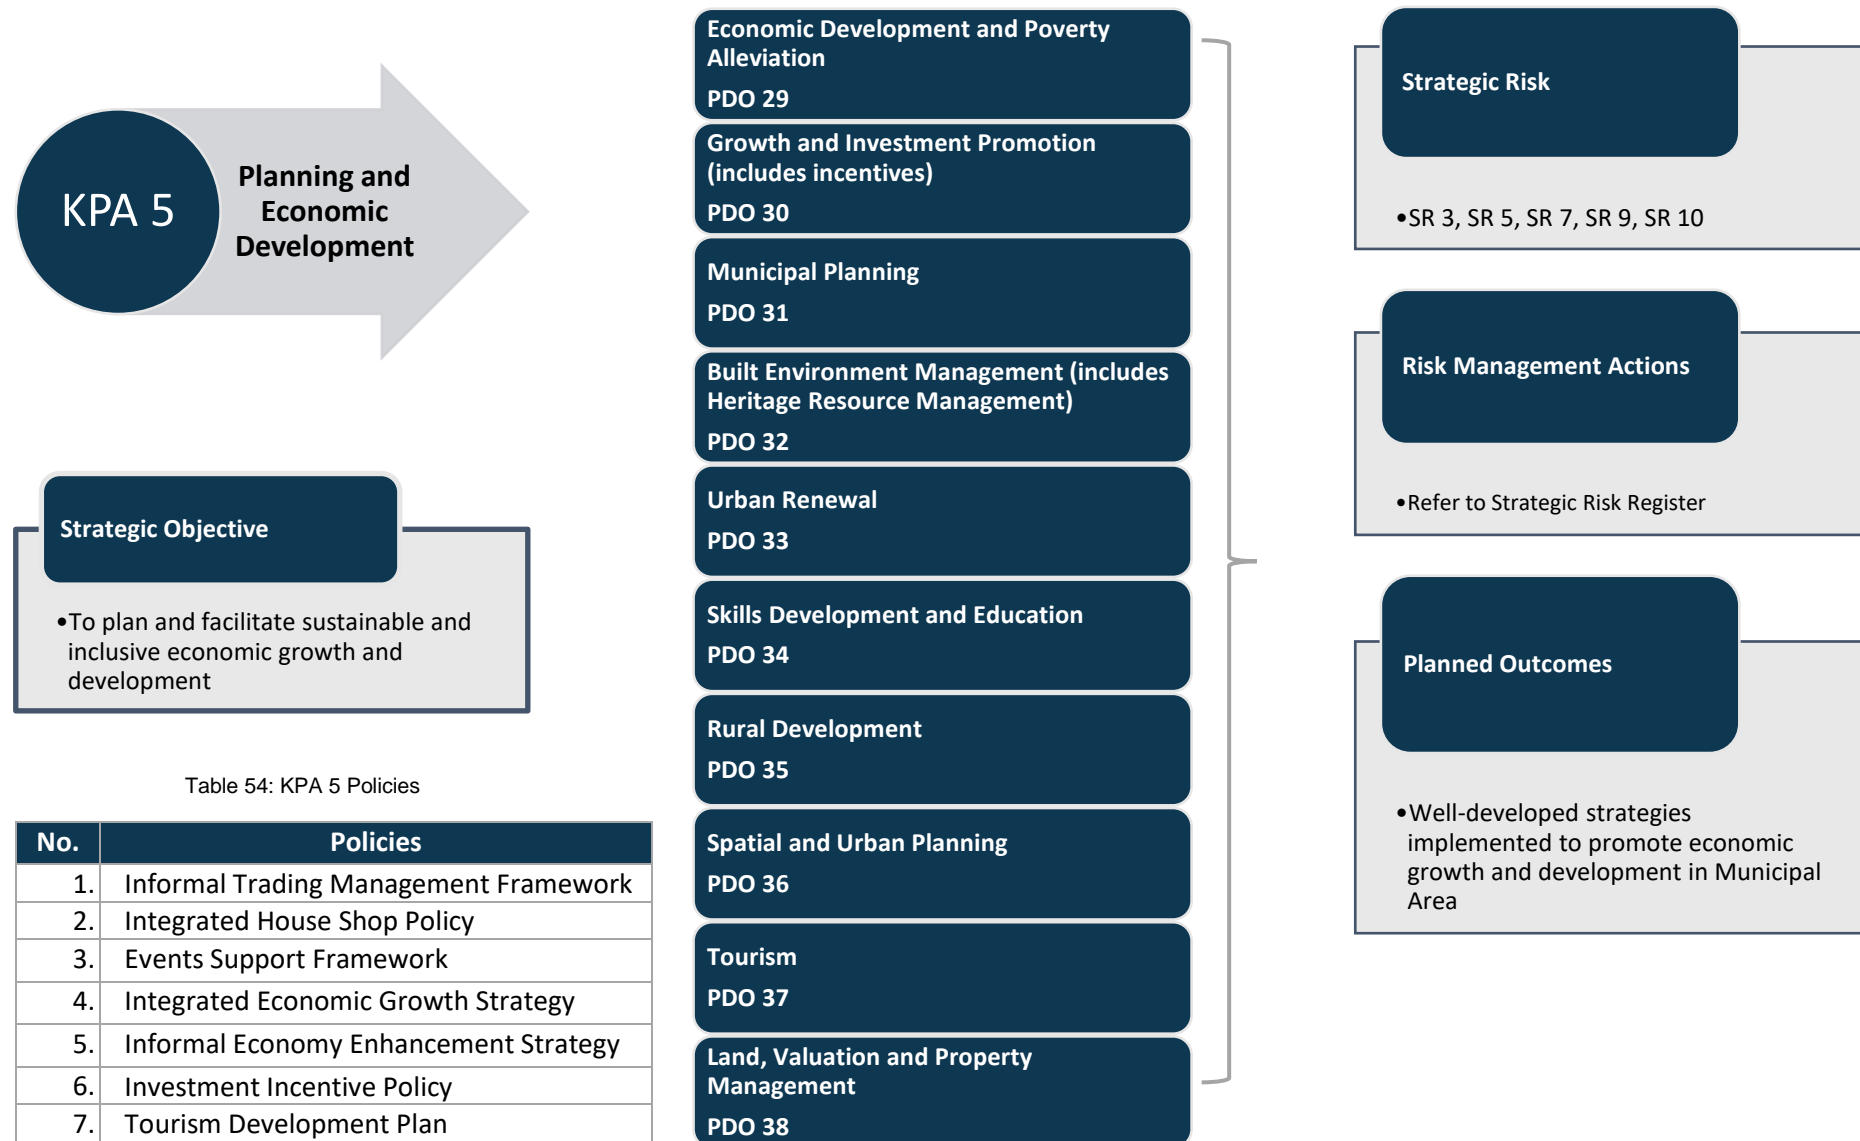 KPA 5
Planning and
Economic
Development
Strategic Objective
•To plan and facilitate sustainable and
inclusive economic growth and
development
Table 54: KPA 5 Policies
No. Policies
1. Informal Trading Management Framework
2. Integrated House Shop Policy
3. Events Support Framework
4. Integrated Economic Growth Strategy
5. Informal Economy Enhancement Strategy
6. Investment Incentive Policy
7. Tourism Development Plan
Economic Development and Poverty
Alleviation
PDO 29
Growth and Investment Promotion
(includes incentives)
PDO 30
Municipal Planning
PDO 31
Built Environment Management (includes
Heritage Resource Management)
PDO 32
Urban Renewal
PDO 33
Skills Development and Education
PDO 34
Rural Development
PDO 35
Spatial and Urban Planning
PDO 36
Tourism
PDO 37
Land, Valuation and Property
Management
PDO 38
Strategic Risk
•SR 3, SR 5, SR 7, SR 9, SR 10
Risk Management Actions
•Refer to Strategic Risk Register
Planned Outcomes
•Well-developed strategies
implemented to promote economic
growth and development in Municipal
Area